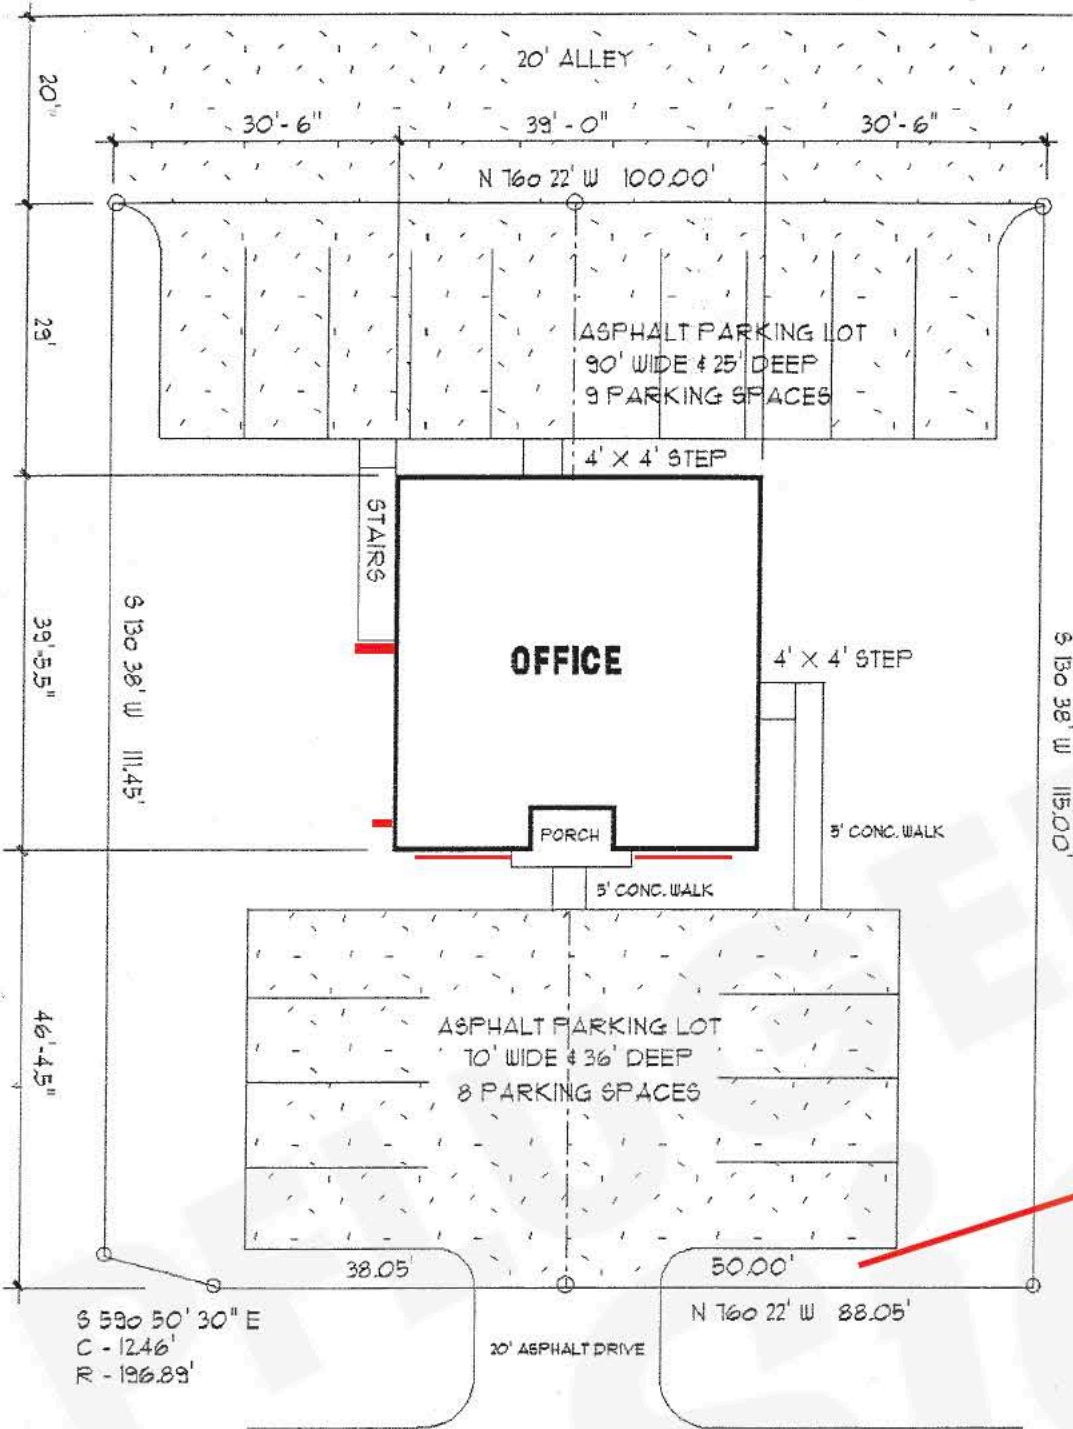 20' ALLEY
20'
30'-6"
39'-0"
30'-6"
N 76o 22' W 100.00'
29'
ASPHALT PARKING LOT
90' WIDE & 25' DEEP
9 PARKING SPACES
4' X 4' STEP
STAIRS
OFFICE
4' X 4' STEP
39'-5.5"
S 13o 38' W 111.45'
S 13o 38' W 115.00'
PORCH
5' CONC. WALK
5' CONC. WALK
46'-4.5"
ASPHALT PARKING LOT
70' WIDE & 36' DEEP
8 PARKING SPACES
38.05'
50.00'
S 59o 50' 30" E
C - 12.46'
R - 196.89'
N 76o 22' W 88.05'
20' ASPHALT DRIVE